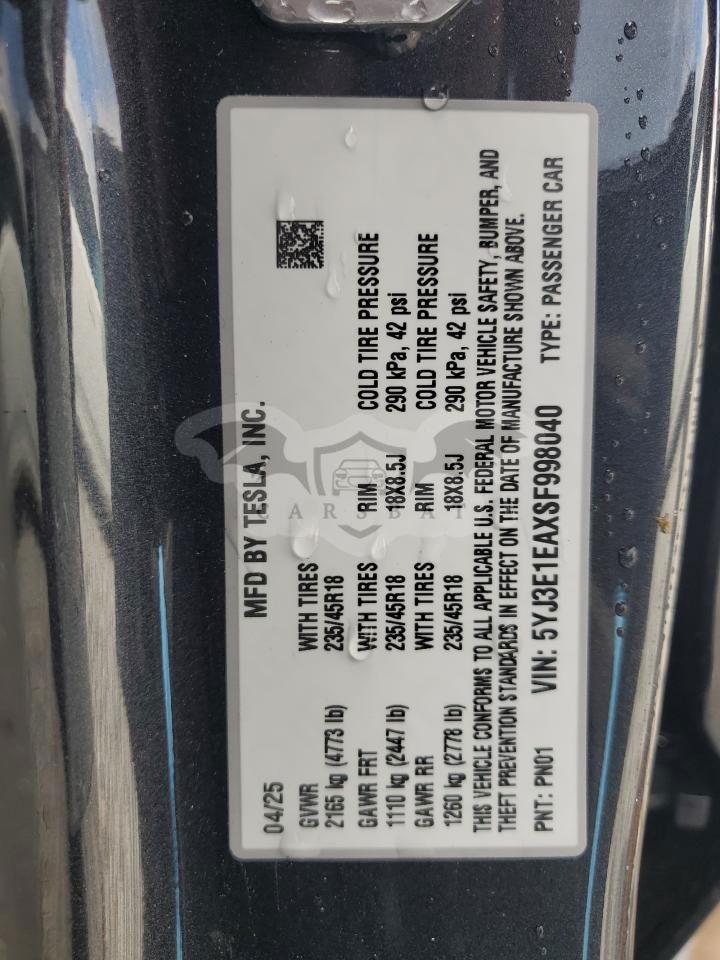 04/25 MFD BY TESLA, INC.
GVWR WITH TIRES
2165 kg (4773 lb) 235/45R18
GAWR FRT WITH TIRES RIM COLD TIRE PRESSURE
1110 kg (2447 lb) 235/45R18 18X8.5J 290 kPa, 42 psi
GAWR RR WITH TIRES RIM COLD TIRE PRESSURE
1260 kg (2778 lb) 235/45R18 18X8.5J 290 kPa, 42 psi
THIS VEHICLE CONFORMS TO ALL APPLICABLE U.S. FEDERAL MOTOR VEHICLE SAFETY, BUMPER, AND
THEFT PREVENTION STANDARDS IN EFFECT ON THE DATE OF MANUFACTURE SHOWN ABOVE.
PNT: PN01 VIN: 5YJ3E1EAXSF998040 TYPE: PASSENGER CAR
CARSBAT